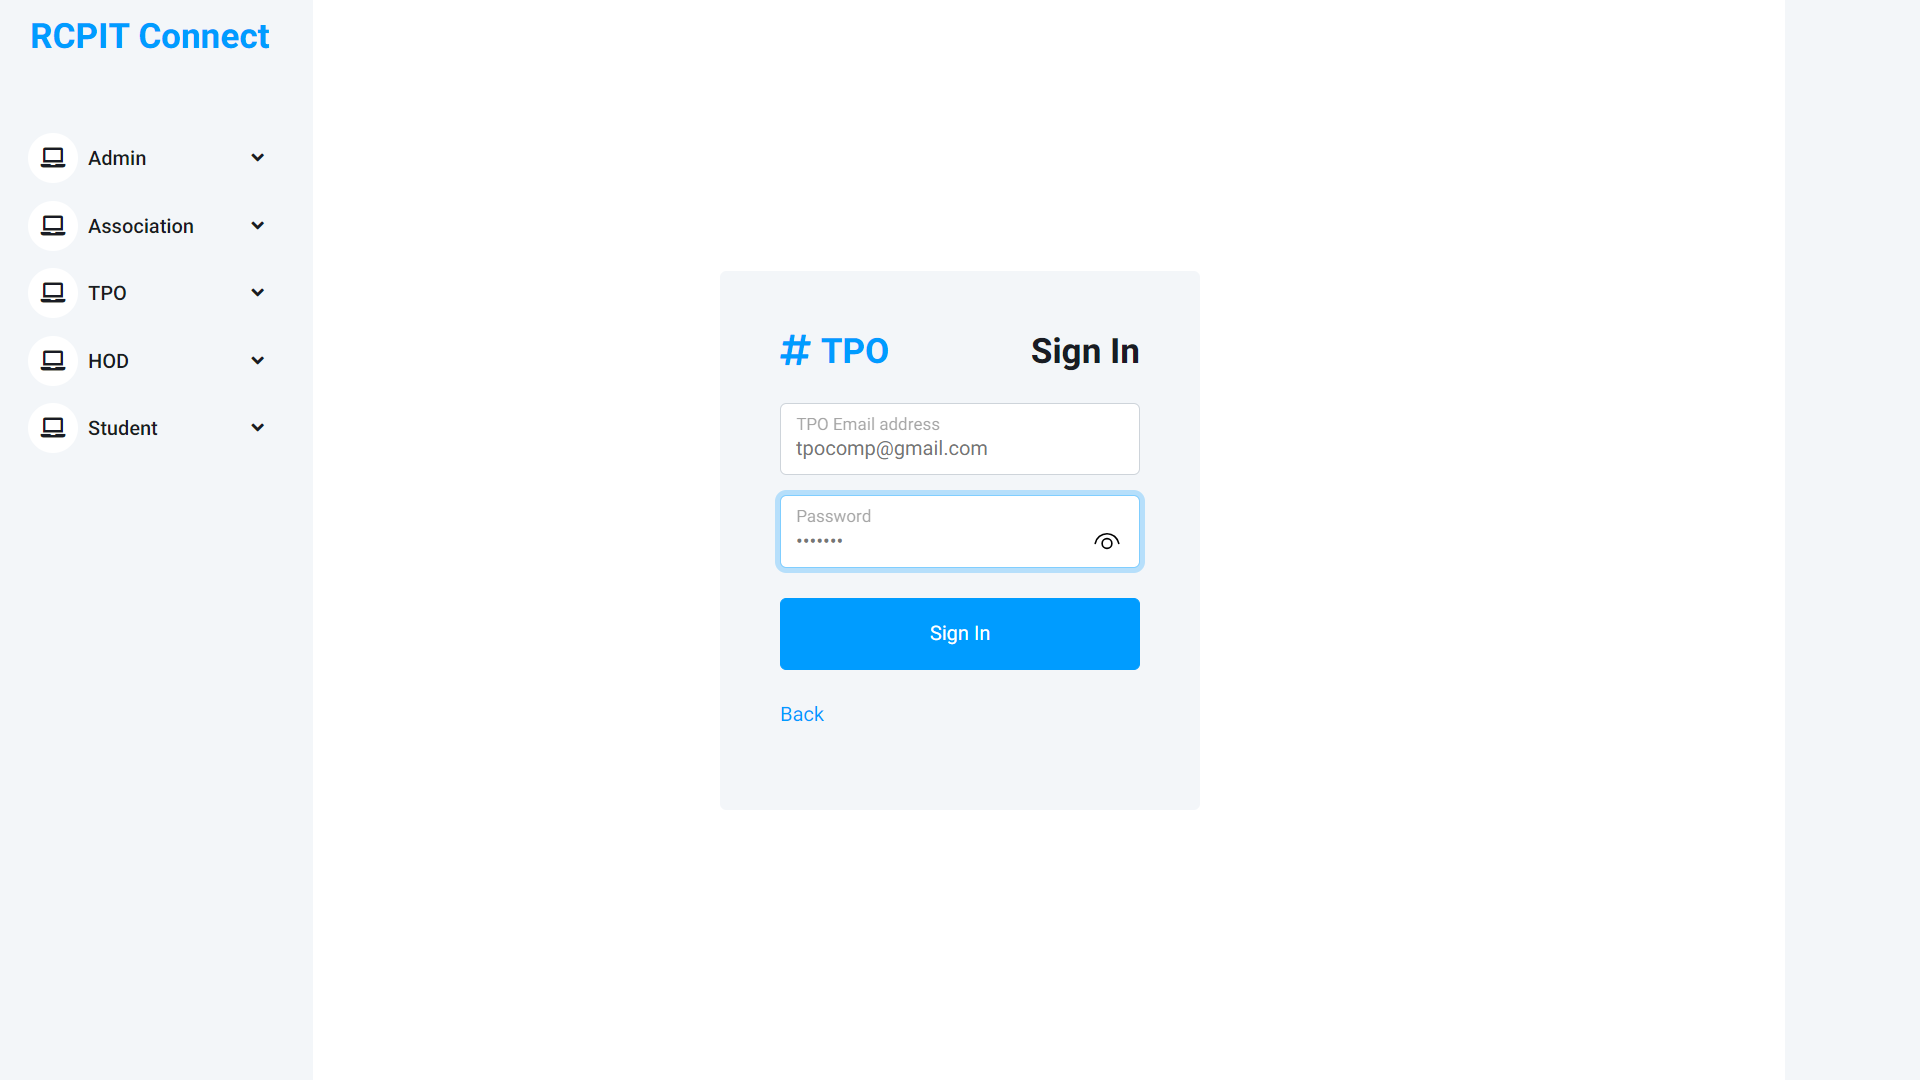 RCPIT Connect
Admin
Association
TPO
HOD
Student
# TPO
Sign In
TPO Email address
tpocomp@gmail.com
Password
•••••••
Sign In
Back